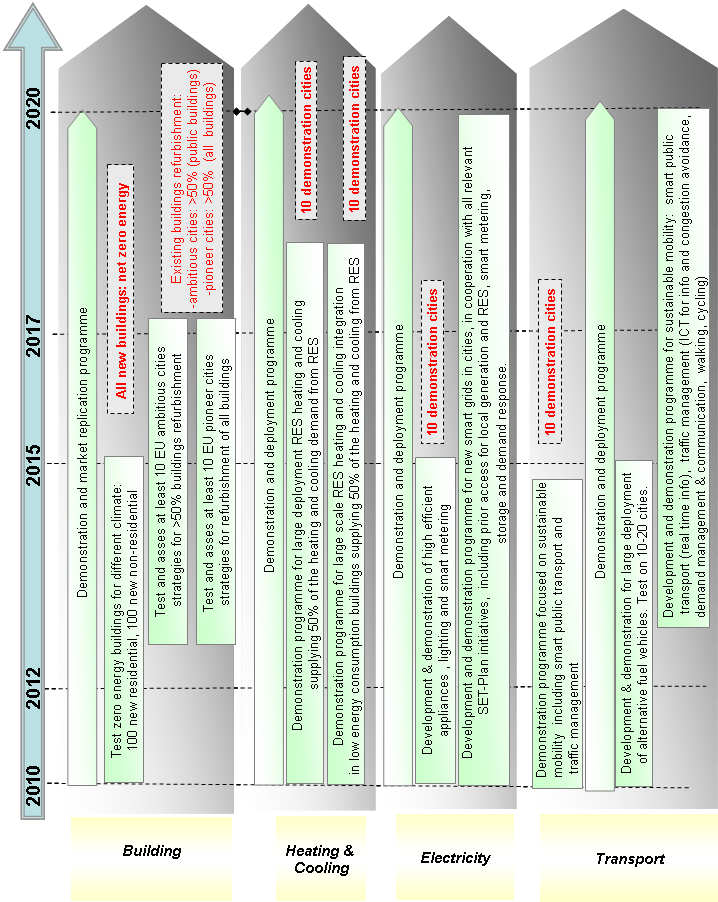 2020
2017
2015
2012
2010
Demonstration and market replication programme
All new buildings: net zero energy
Test zero energy buildings for different climate:
100 new residential, 100 new non-residential
Existing buildings refurbishment:
-ambitious cities: >50% (public buildings)
-pioneer cities: >50% (all buildings)
Test and asses at least 10 EU ambitious cities
strategies for >50% buildings refurbishment
Test and asses at least 10 EU pioneer cities
strategies for refurbishment of all buildings
Building
Demonstration and deployment programme
10 demonstration cities
Demonstration programme for large deployment RES heating and cooling
supplying 50% of the heating and cooling demand from RES
10 demonstration cities
Demonstration programme for large scale RES heating and cooling integration
in low energy consumption buildings supplying 50% of the heating and cooling from RES
Heating &
Cooling
Demonstration and deployment programme
10 demonstration cities
Development & demonstration of high efficient
appliances , lighting and smart metering
Development and demonstration programme for new smart grids in cities, in cooperation with all relevant
SET-Plan initiatives, including prior access for local generation and RES, smart metering,
storage and demand response.
Electricity
10 demonstration cities
Demonstration programme focused on sustainable
mobility including smart public transport and
traffic management
Demonstration and deployment programme
Development & demonstration for large deployment
of alternative fuel vehicles. Test on 10-20 cities.
Development and demonstration programme for sustainable mobility: smart public
transport (real time info), traffic management (ICT for info and congestion avoidance,
demand management & communication, walking, cycling)
Transport